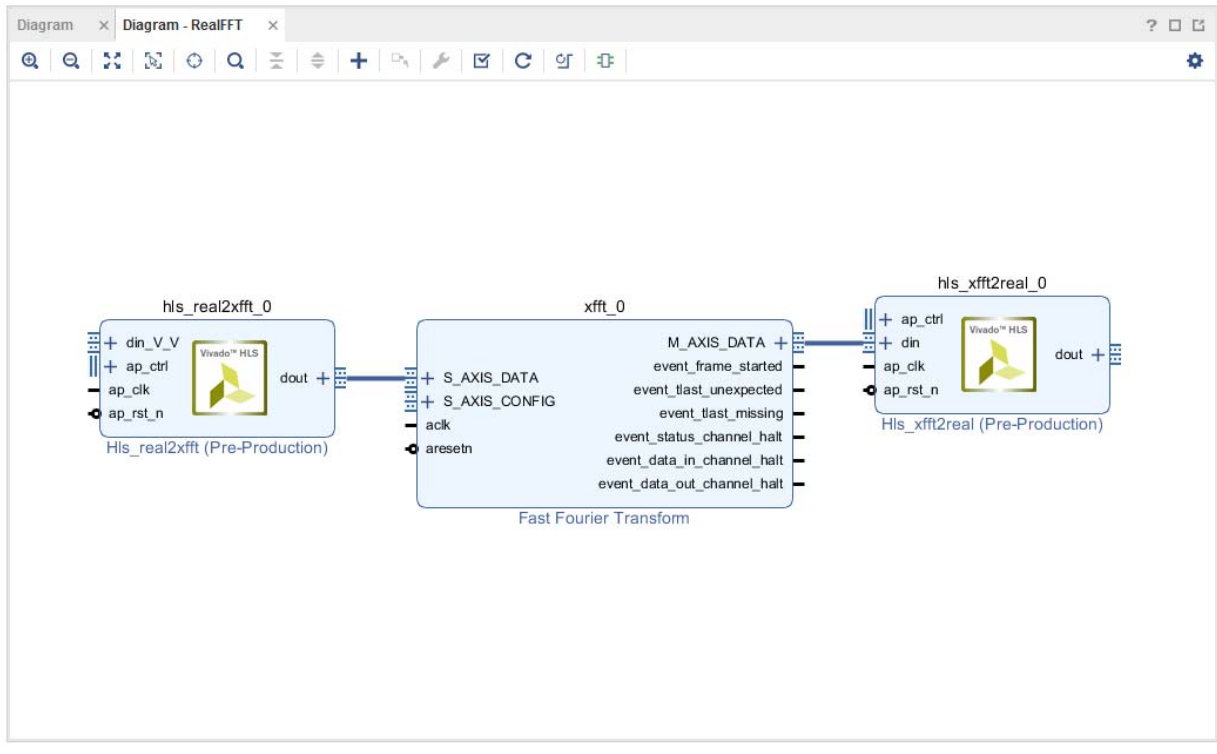 Diagram
Diagram - RealFFT
hls_real2xfft_0
din_V_V
ap_ctrl
ap_clk
ap_rst_n
Vivado™ HLS
dout
Hls_real2xfft (Pre-Production)
xfft_0
S_AXIS_DATA
S_AXIS_CONFIG
aclk
aresetn
M_AXIS_DATA
event_frame_started
event_tlast_unexpected
event_tlast_missing
event_status_channel_halt
event_data_in_channel_halt
event_data_out_channel_halt
Fast Fourier Transform
hls_xfft2real_0
ap_ctrl
din
ap_clk
ap_rst_n
Vivado™ HLS
dout
Hls_xfft2real (Pre-Production)